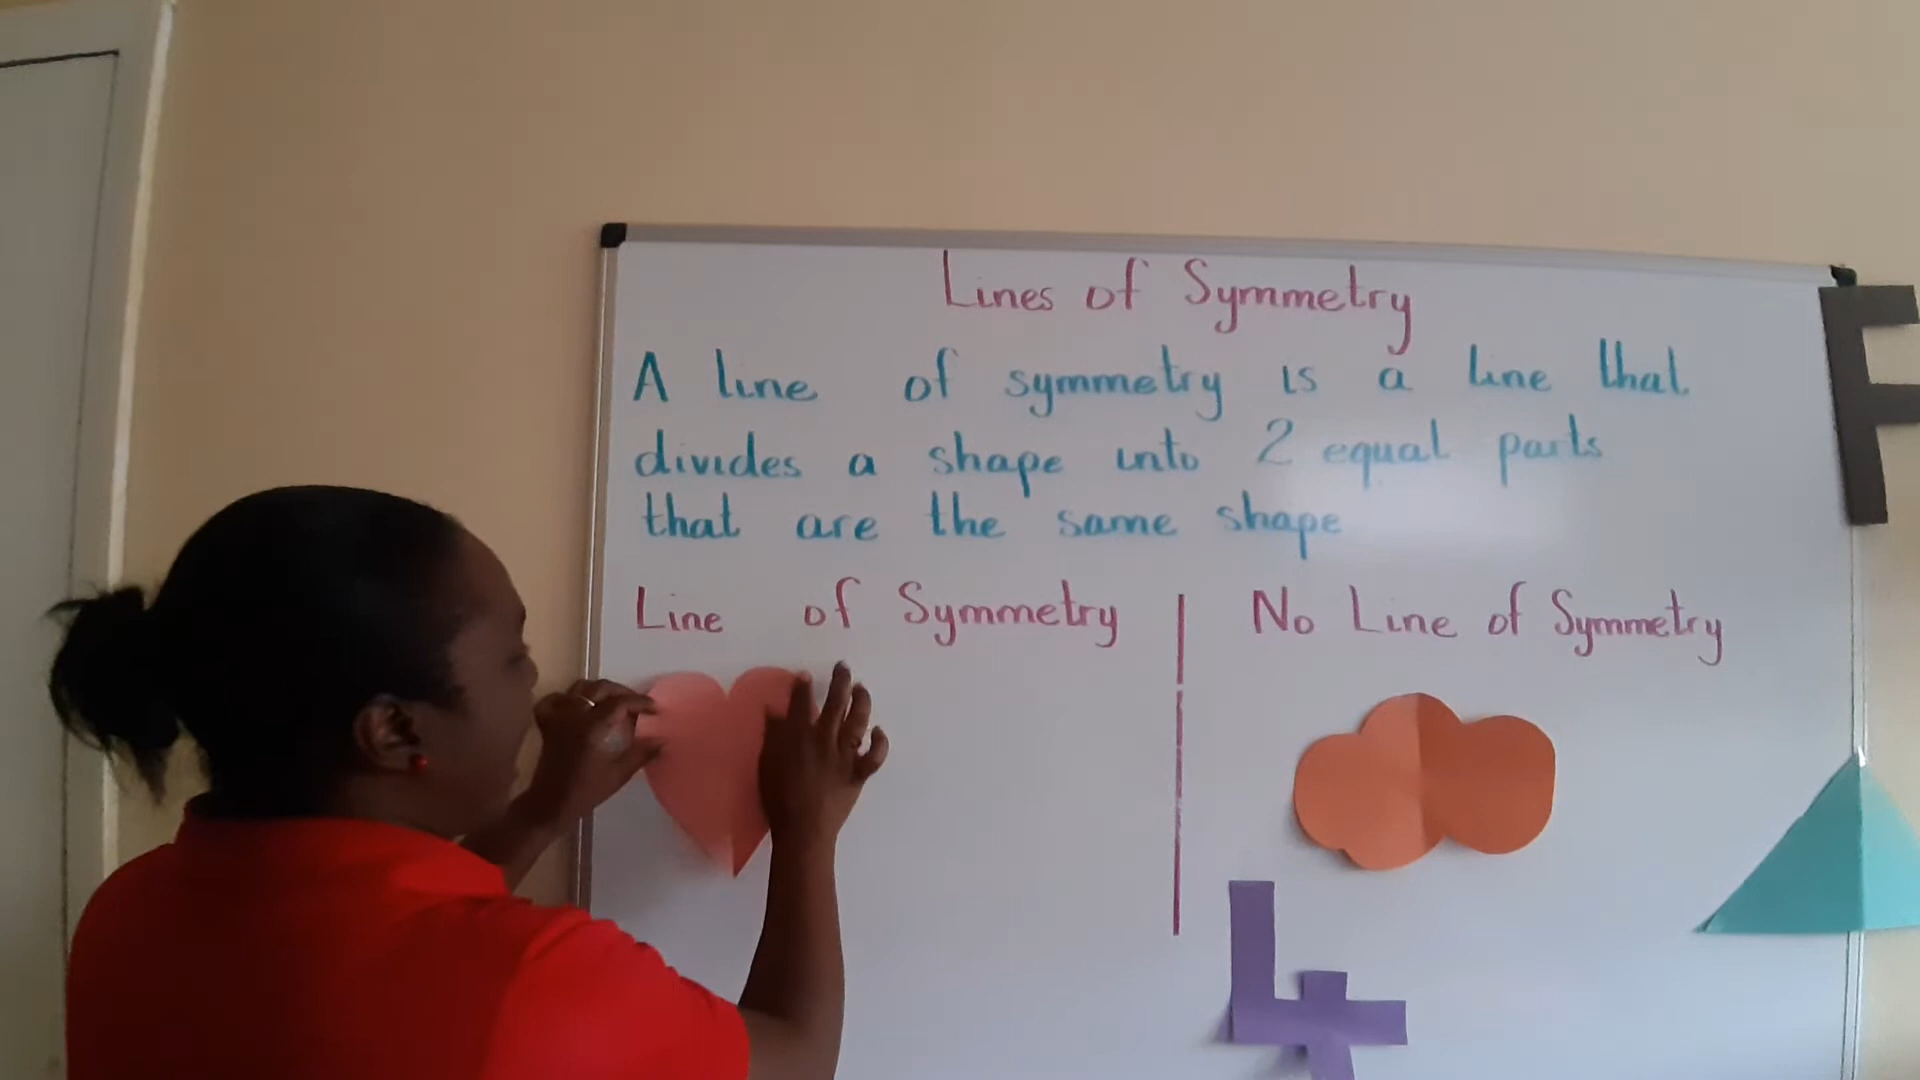 Lines of Symmetry
A line of symmetry is a line that
divides a shape into 2 equal parts
that are the same shape
Line of Symmetry
No Line of Symmetry
F
4